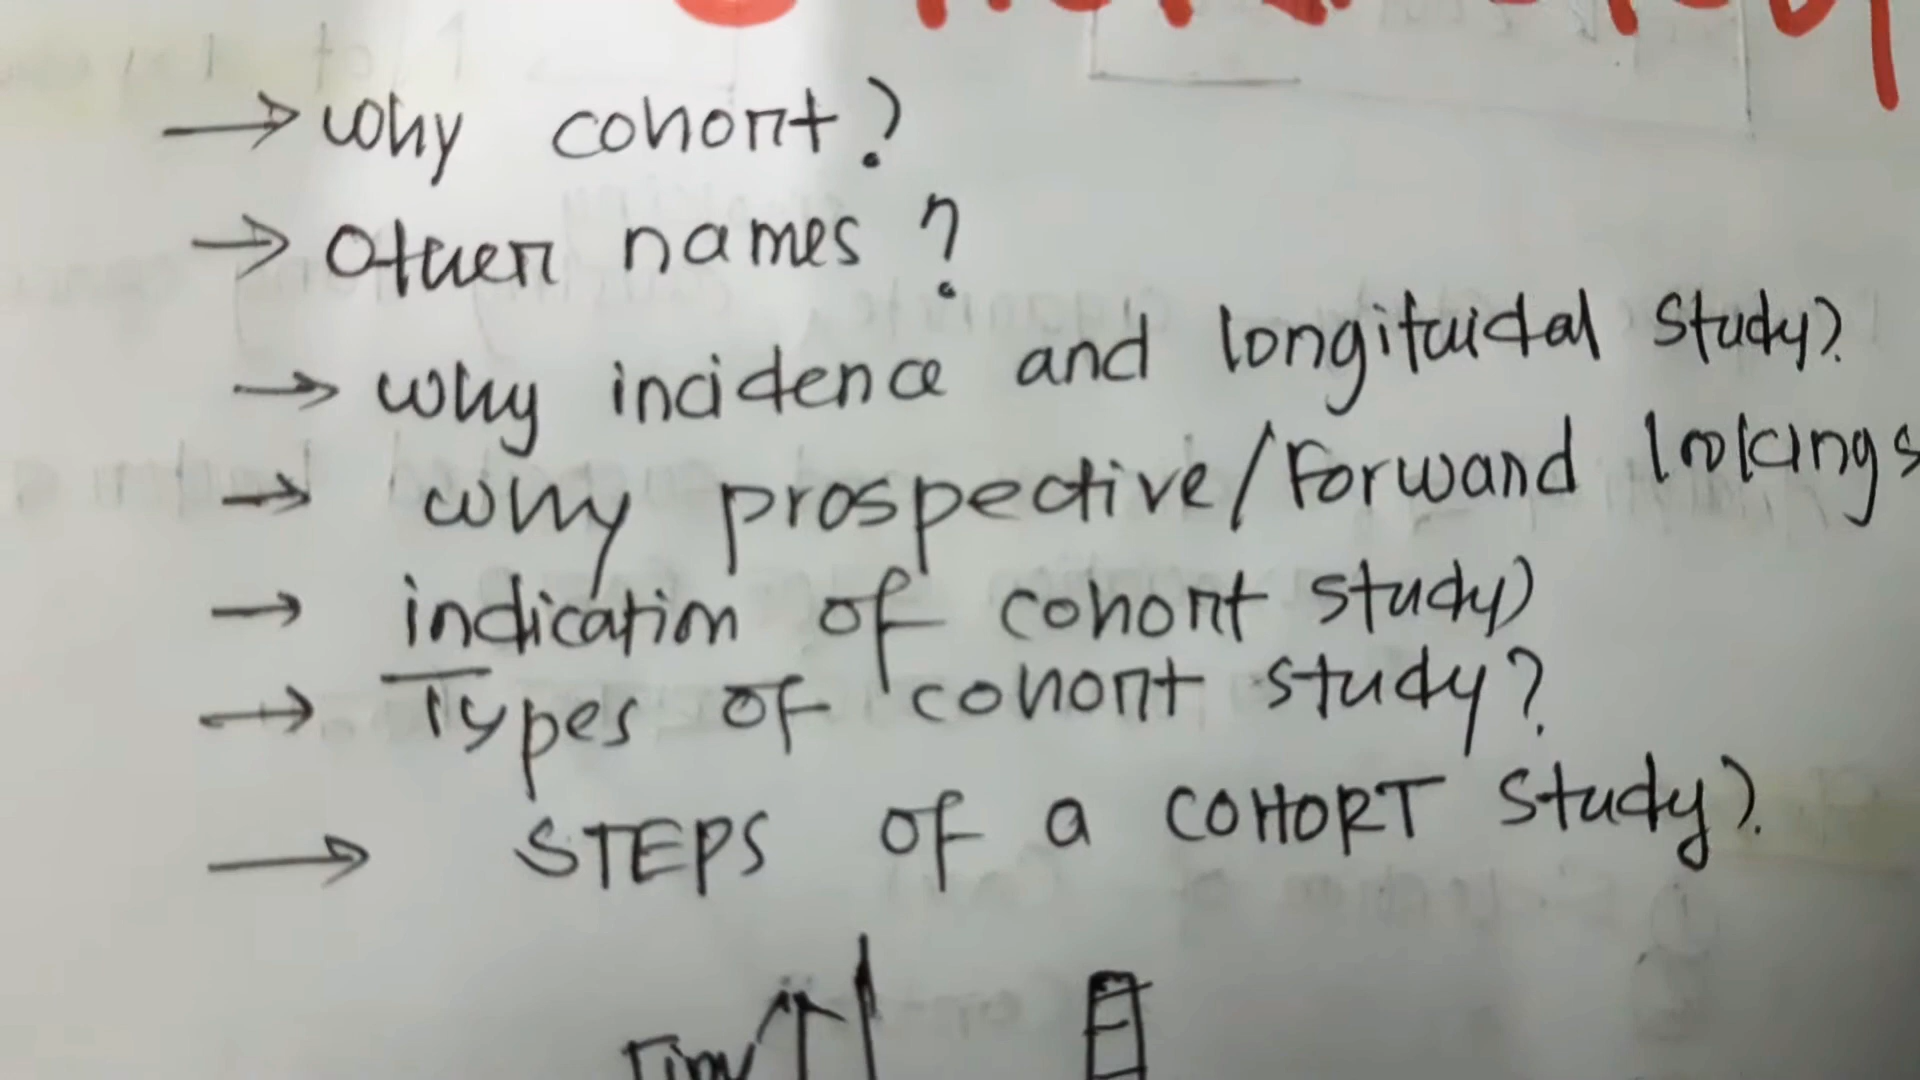 → why cohort?
→ Other names?
→ why incidence and longituidal study?
→ why prospective/Forward lookings
→ indication of cohort study)
→ Types of cohort study?
→ STEPS of a COHORT study?